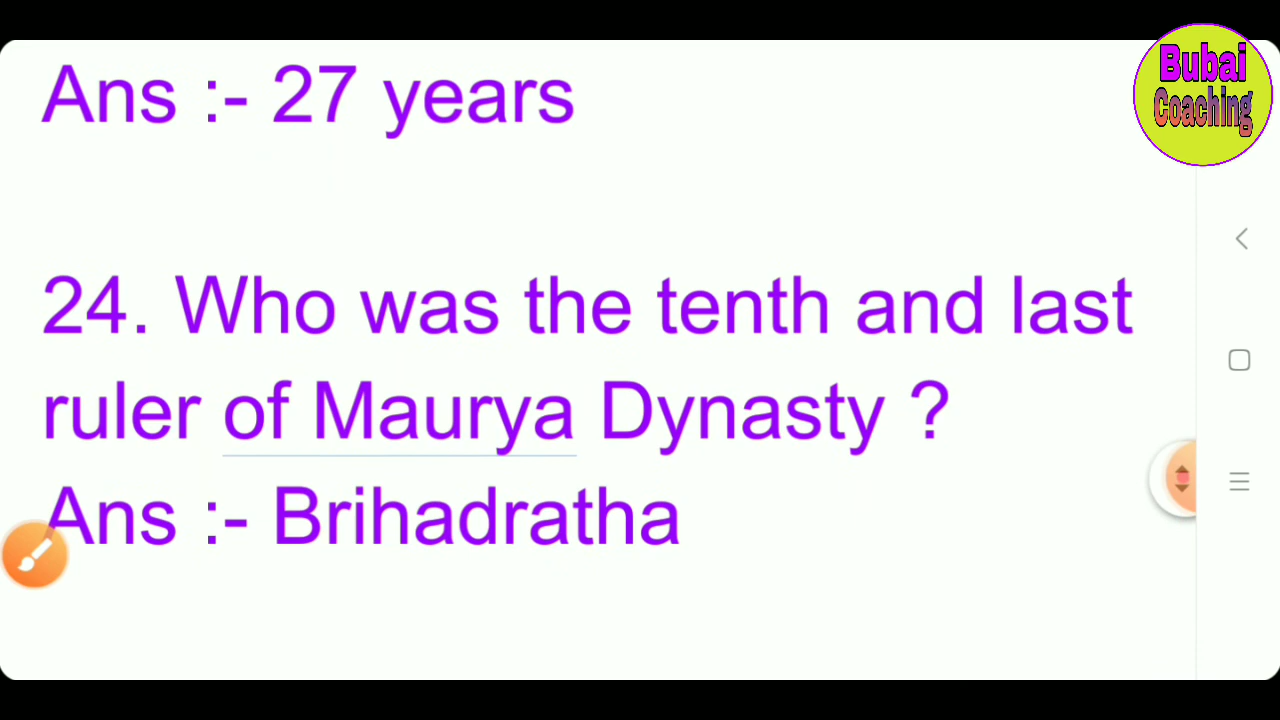 Ans :- 27 years
Bubai
Coaching
24. Who was the tenth and last
ruler of Maurya Dynasty ?
Ans :- Brihadratha